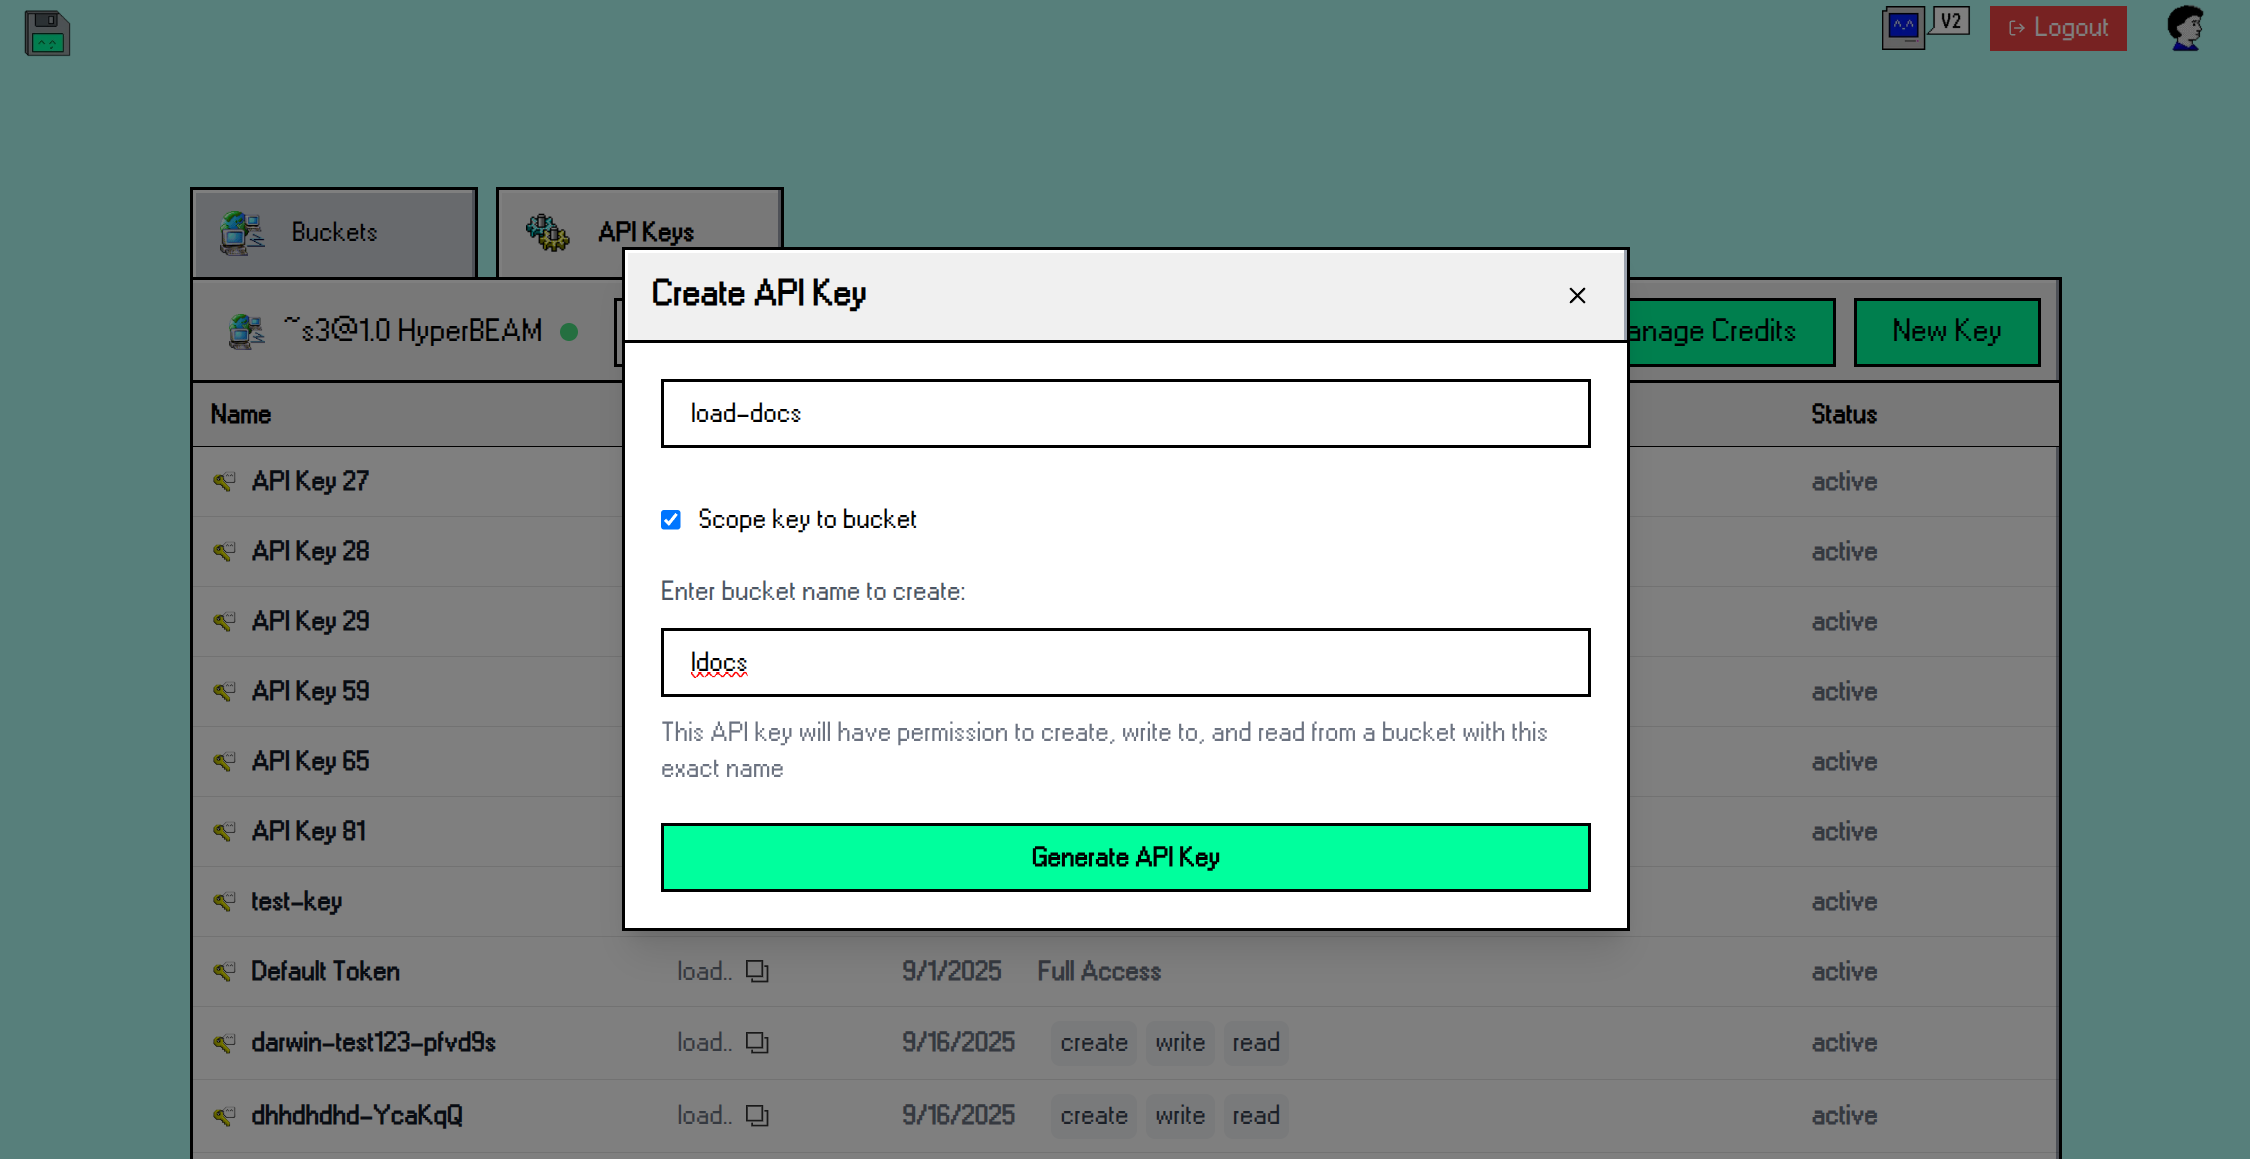 V2
Logout
Buckets
API Keys
~s3@1.0 HyperBEAM
anage Credits
New Key
Create API Key
load-docs
Scope key to bucket
Enter bucket name to create:
ldocs
This API key will have permission to create, write to, and read from a bucket with this
exact name
Generate API Key
Name
Status
API Key 27
active
API Key 28
active
API Key 29
active
API Key 59
active
API Key 65
active
API Key 81
active
test-key
active
Default Token load.. 9/1/2025 Full Access active
darwin-test123-pfvd9s load.. 9/16/2025 create write read active
dhhdhdhd-YcaKqQ load.. 9/16/2025 create write read active